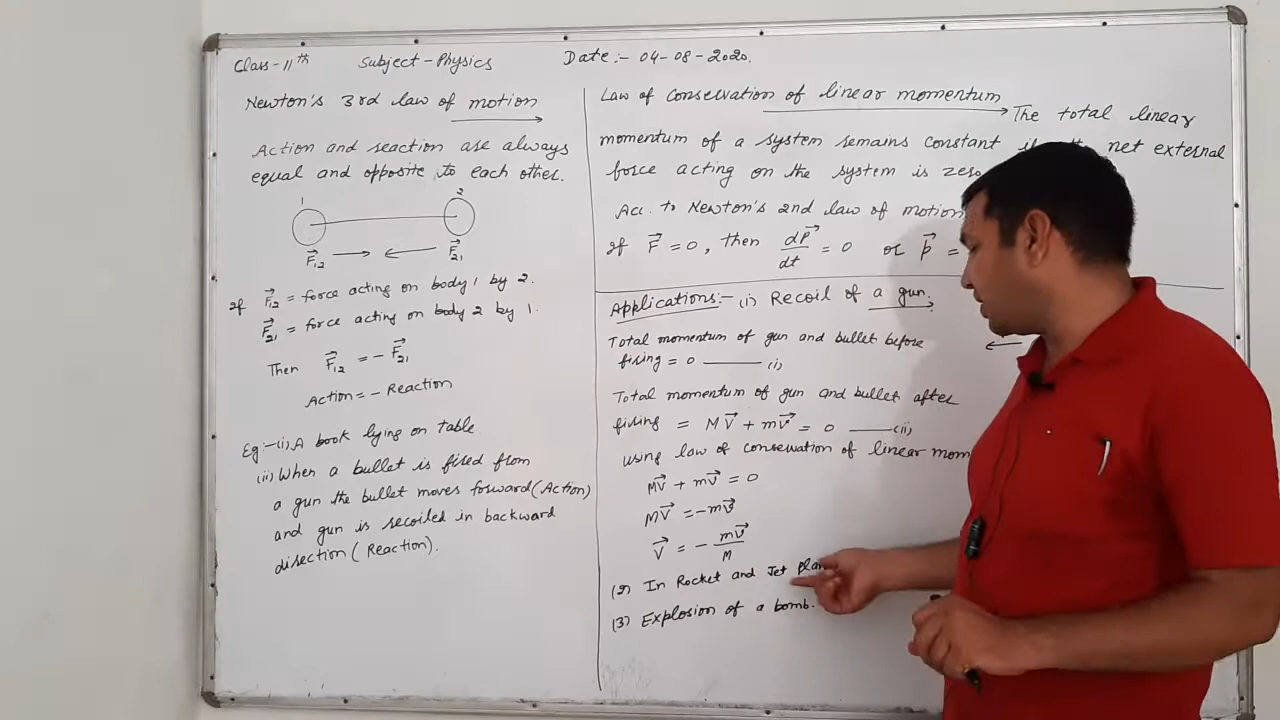 Class-11th Subject-Physics Date:- 04-08-2020.
Newton's 3rd law of motion
Action and reaction are always
equal and opposite to each other.
1 2
F⃗12 F⃗21
If F⃗12 = force acting on body 1 by 2.
F⃗21 = force acting on body 2 by 1.
Then F⃗12 = - F⃗21
Action = - Reaction
Eg:-(i) A book lying on table
(ii) When a bullet is fired from
a gun the bullet moves forward (Action)
and gun is recoiled in backward
direction (Reaction).
Law of conservation of linear momentum → The total linear
momentum of a system remains constant net external
force acting on the system is zero
Acc. to Newton's 2nd law of motion
If F⃗ = 0, then dP⃗/dt = 0 or p⃗ =
Applications:- (i) Recoil of a gun.
Total momentum of gun and bullet before
firing = 0 —— (i)
Total momentum of gun and bullet after
firing = MV⃗ + mv⃗ = 0 —— (ii)
using law of conservation of linear mom
MV⃗ + mv⃗ = 0
MV⃗ = -mv⃗
V⃗ = - mv⃗/M
(2) In Rocket and Jet plan
(3) Explosion of a bomb.